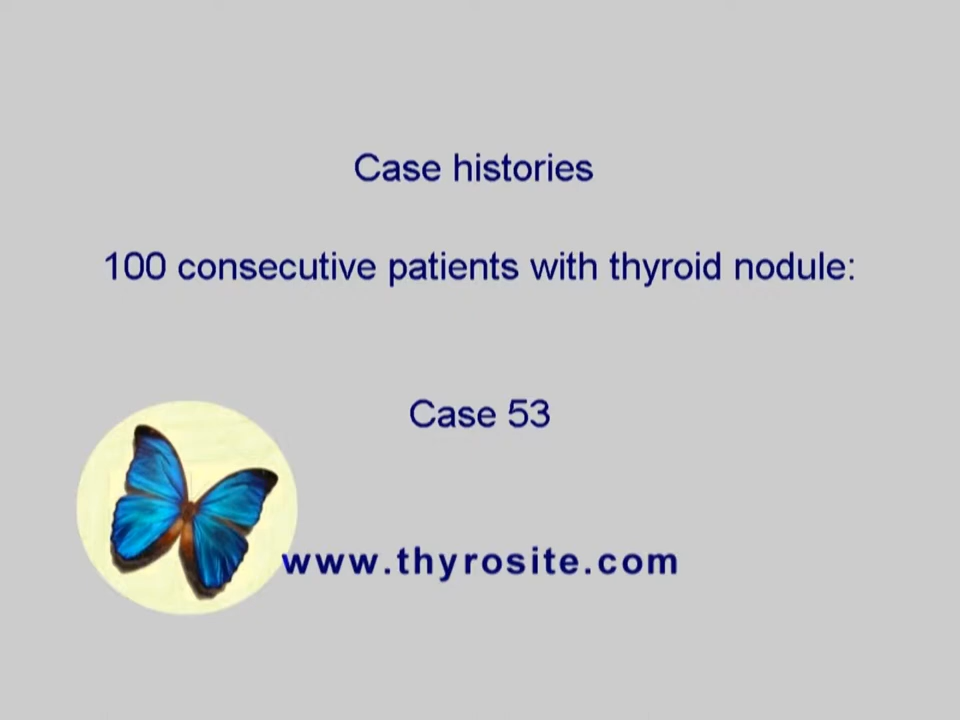 Case histories
100 consecutive patients with thyroid nodule:
Case 53
www.thyrosite.com